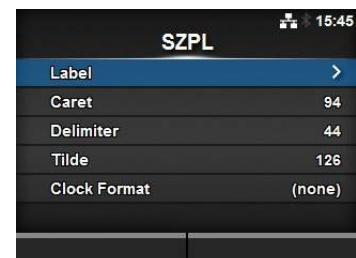 15:45
SZPL
Label >
Caret 94
Delimiter 44
Tilde 126
Clock Format (none)